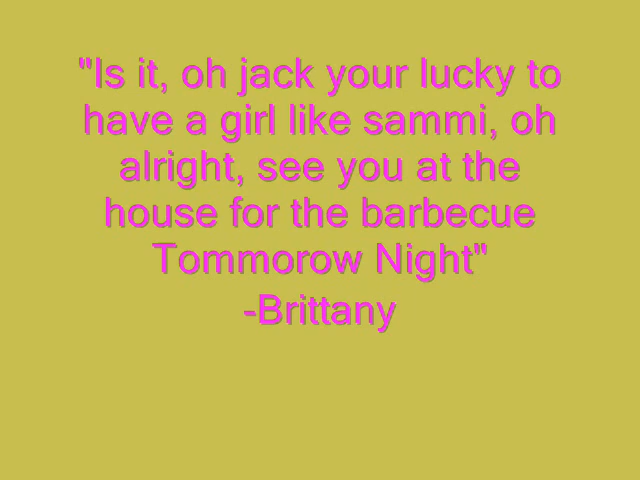 "Is it, oh jack your lucky to
have a girl like sammi, oh
alright, see you at the
house for the barbecue
Tommorow Night"
-Brittany